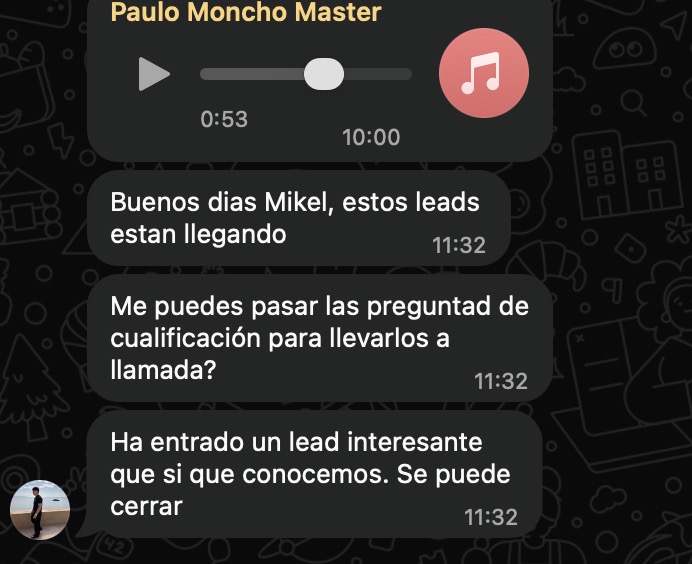 Paulo Moncho Master
0:53
10:00
Buenos dias Mikel, estos leads
estan llegando
11:32
Me puedes pasar las preguntad de
cualificación para llevarlos a
llamada?
11:32
Ha entrado un lead interesante
que si que conocemos. Se puede
cerrar
11:32